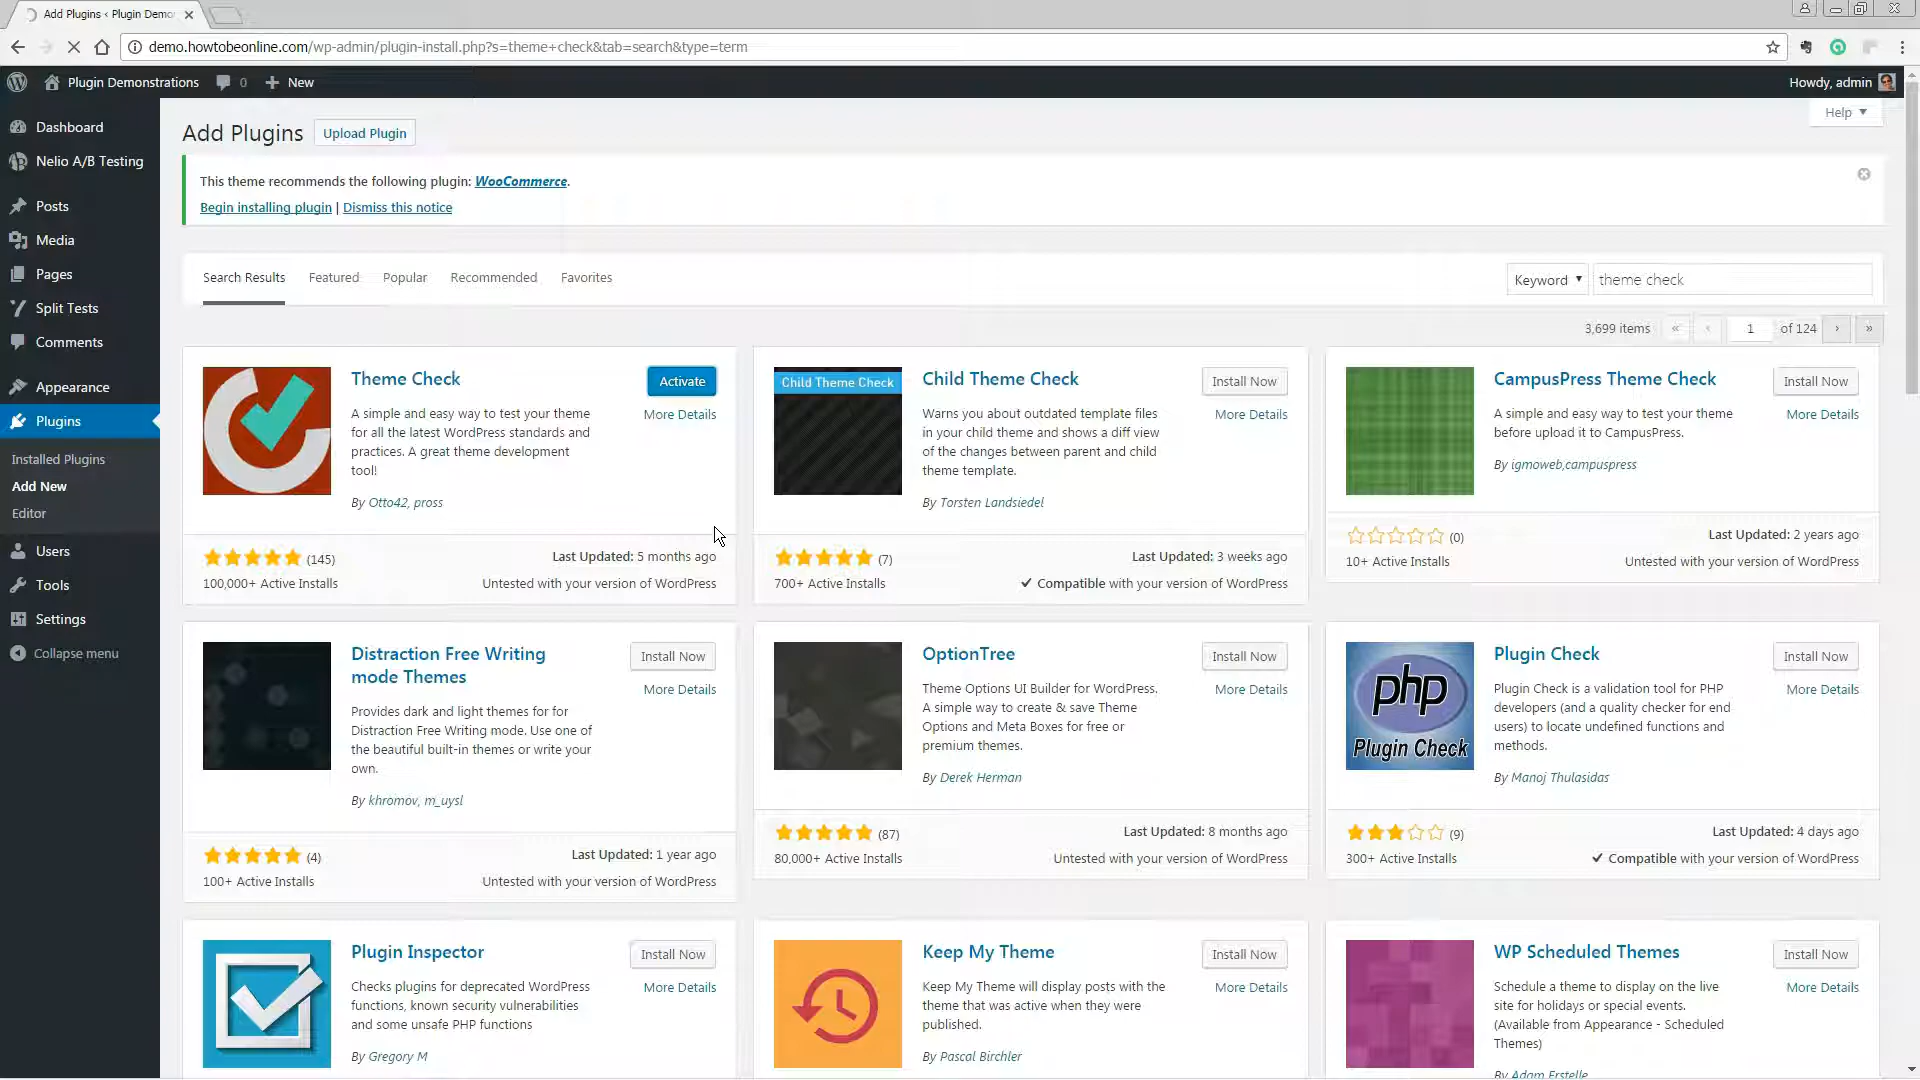 Add Plugins ‹ Plugin Demo
demo.howtobeonline.com/wp-admin/plugin-install.php?s=theme+check&tab=search&type=term
Plugin Demonstrations
0
New
Howdy, admin
Dashboard
Nelio A/B Testing
Posts
Media
Pages
Split Tests
Comments
Appearance
Plugins
Installed Plugins
Add New
Editor
Users
Tools
Settings
Collapse menu
Add Plugins
Upload Plugin
Help
This theme recommends the following plugin: WooCommerce.
Begin installing plugin | Dismiss this notice
Search Results
Featured
Popular
Recommended
Favorites
Keyword
theme check
3,699 items
«
‹
1
of 124
›
»
Theme Check
Activate
More Details
A simple and easy way to test your theme
for all the latest WordPress standards and
practices. A great theme development
tool!
By Otto42, pross
(145)
Last Updated: 5 months ago
100,000+ Active Installs
Untested with your version of WordPress
Child Theme Check
Child Theme Check
Install Now
More Details
Warns you about outdated template files
in your child theme and shows a diff view
of the changes between parent and child
theme template.
By Torsten Landsiedel
(7)
Last Updated: 3 weeks ago
700+ Active Installs
Compatible with your version of WordPress
CampusPress Theme Check
Install Now
More Details
A simple and easy way to test your theme
before upload it to CampusPress.
By igmoweb,campuspress
(0)
Last Updated: 2 years ago
10+ Active Installs
Untested with your version of WordPress
Distraction Free Writing
mode Themes
Install Now
More Details
Provides dark and light themes for for
Distraction Free Writing mode. Use one of
the beautiful built-in themes or write your
own.
By khromov, m_uysl
(4)
Last Updated: 1 year ago
100+ Active Installs
Untested with your version of WordPress
OptionTree
Install Now
More Details
Theme Options UI Builder for WordPress.
A simple way to create & save Theme
Options and Meta Boxes for free or
premium themes.
By Derek Herman
(87)
Last Updated: 8 months ago
80,000+ Active Installs
Untested with your version of WordPress
php
Plugin Check
Plugin Check
Install Now
More Details
Plugin Check is a validation tool for PHP
developers (and a quality checker for end
users) to locate undefined functions and
methods.
By Manoj Thulasidas
(9)
Last Updated: 4 days ago
300+ Active Installs
Compatible with your version of WordPress
Plugin Inspector
Install Now
More Details
Checks plugins for deprecated WordPress
functions, known security vulnerabilities
and some unsafe PHP functions
By Gregory M
Keep My Theme
Install Now
More Details
Keep My Theme will display posts with the
theme that was active when they were
published.
By Pascal Birchler
WP Scheduled Themes
Install Now
More Details
Schedule a theme to display on the live
site for holidays or special events.
(Available from Appearance - Scheduled
Themes)
By Adam Erstelle